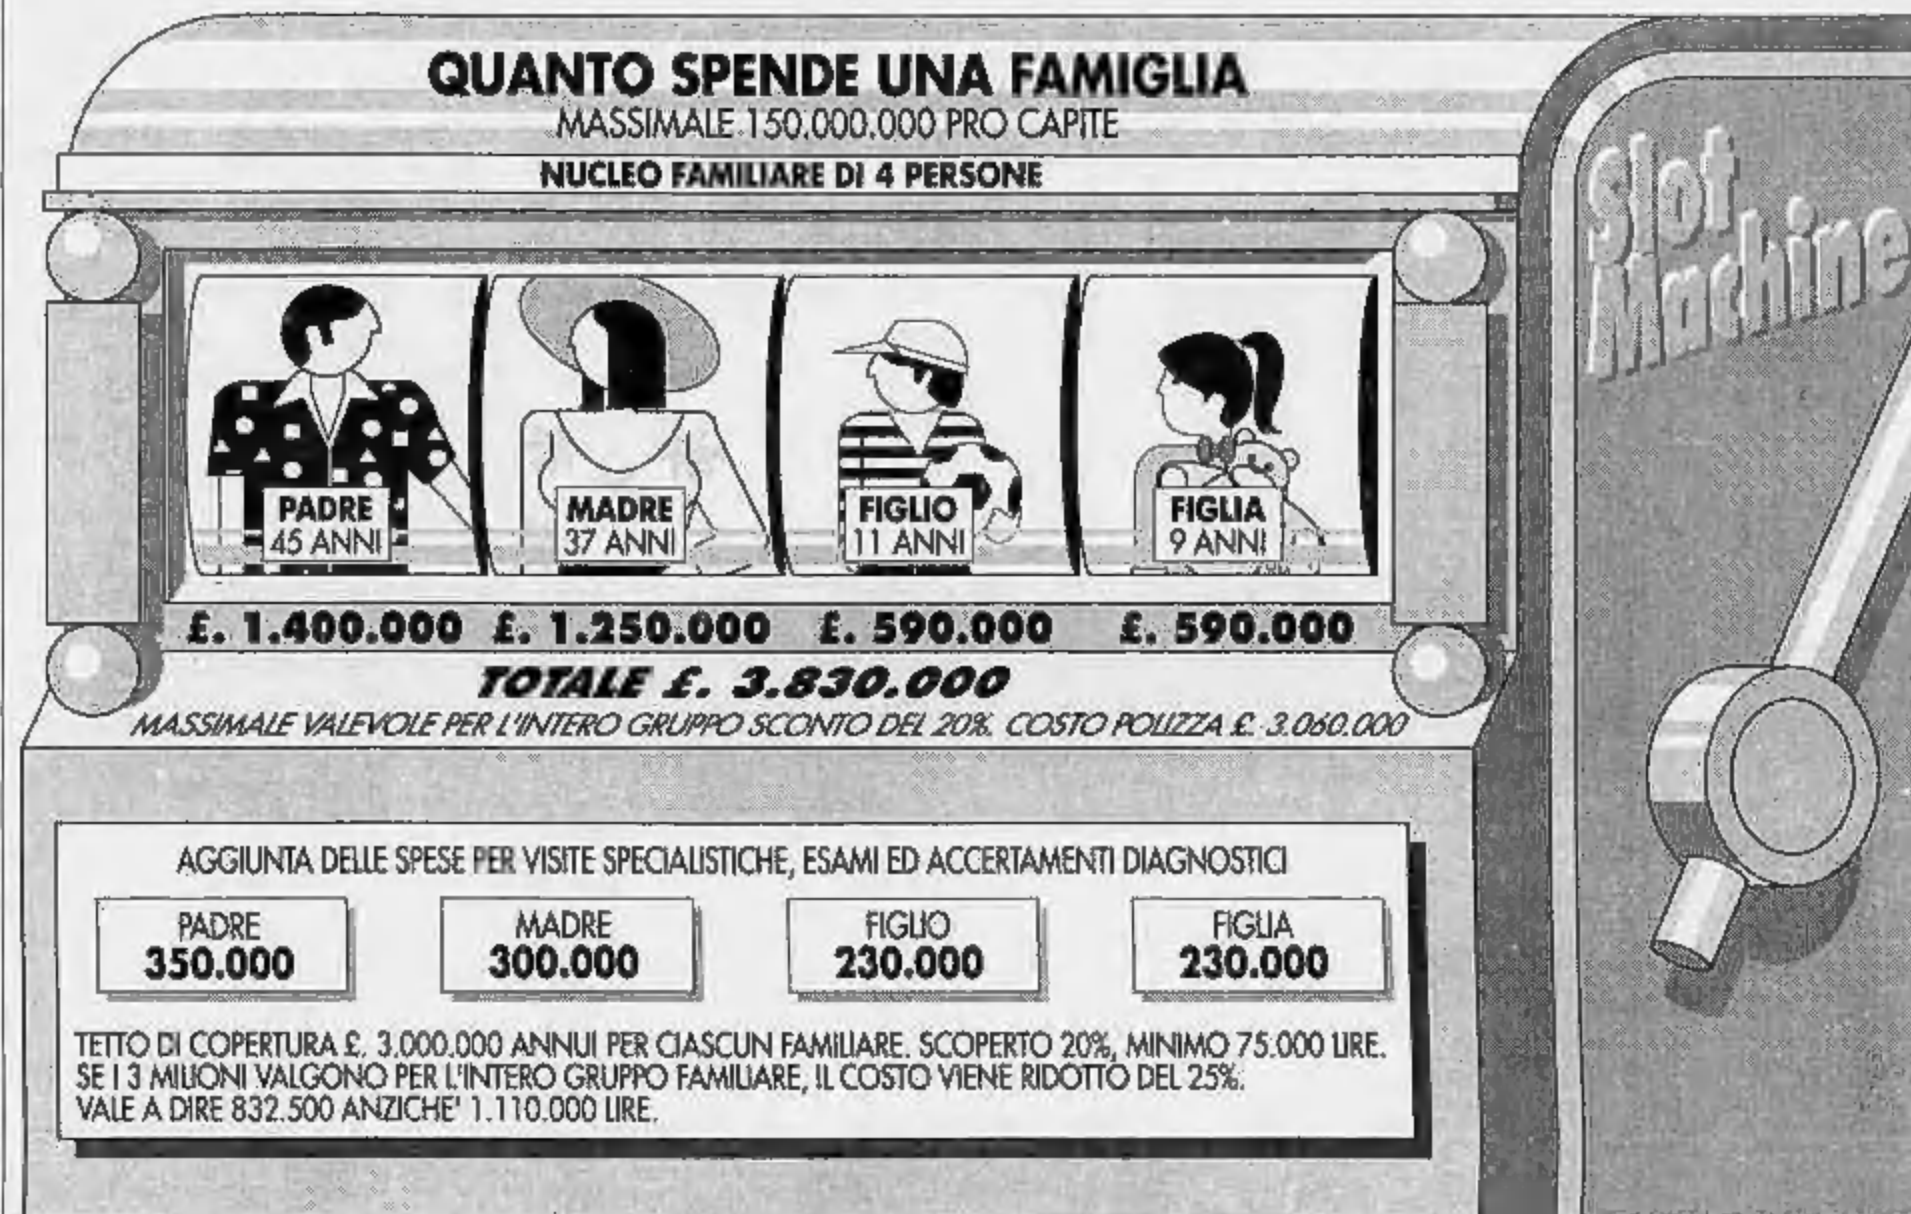 QUANTO SPENDE UNA FAMIGLIA
MASSIMALE 150.000.000 PRO CAPITE
NUCLEO FAMILIARE DI 4 PERSONE
Slot
Machine
PADRE
45 ANNI
MADRE
37 ANNI
FIGLIO
11 ANNI
FIGLIA
9 ANNI
£. 1.400.000 £. 1.250.000 £. 590.000 £. 590.000
TOTALE £. 3.830.000
MASSIMALE VALEVOLE PER L'INTERO GRUPPO SCONTO DEL 20%. COSTO POLIZZA £. 3.060.000
AGGIUNTA DELLE SPESE PER VISITE SPECIALISTICHE, ESAMI ED ACCERTAMENTI DIAGNOSTICI
PADRE
350.000
MADRE
300.000
FIGLIO
230.000
FIGLIA
230.000
TETTO DI COPERTURA £. 3.000.000 ANNUI PER CIASCUN FAMILIARE. SCOPERTO 20%, MINIMO 75.000 LIRE.
SE I 3 MILIONI VALGONO PER L'INTERO GRUPPO FAMILIARE, IL COSTO VIENE RIDOTTO DEL 25%.
VALE A DIRE 832.500 ANZICHE' 1.110.000 LIRE.